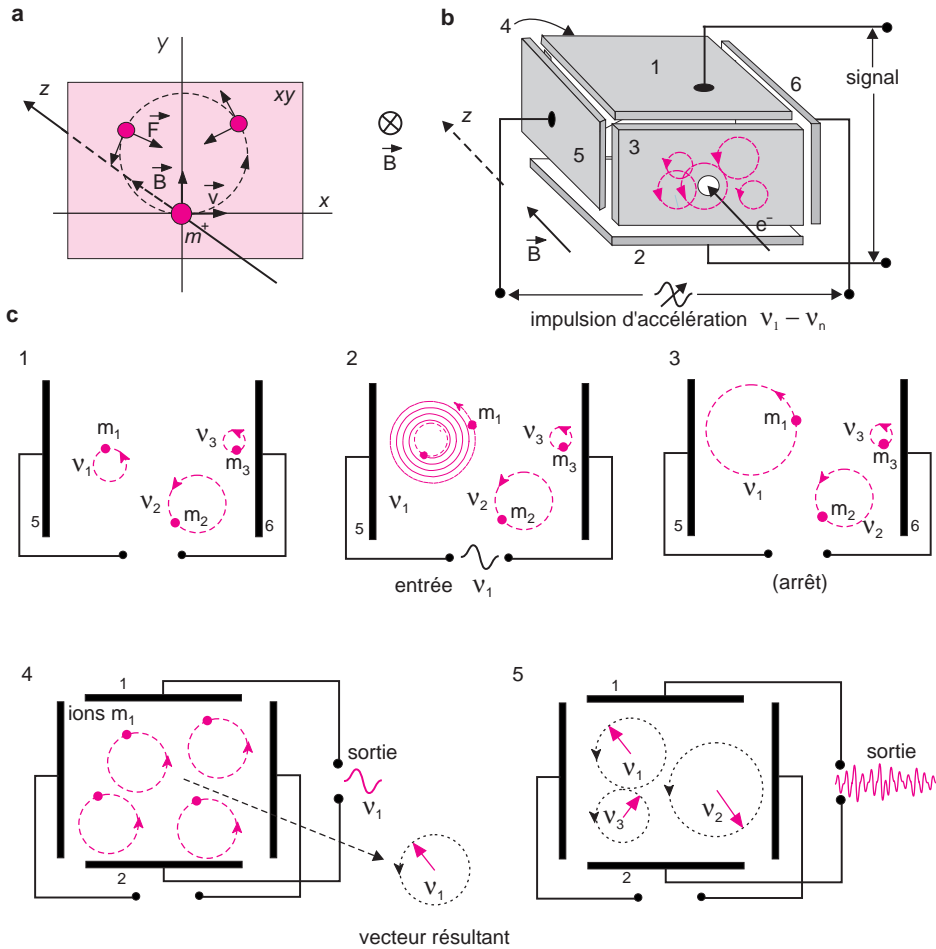 a
y
xy
z
F
B
v
x
m+
B
b
4
1
6
signal
z
5
3
e−
B
2
impulsion d'accélération ν1 – νn
c
1
m1
ν1
ν3
m3
ν2
m2
5
6
2
m1
ν3
m3
ν1
ν2
m2
5
6
entrée ν1
3
m1
ν3
m3
ν1
m2
ν2
5
6
(arrêt)
4
1
ions m1
sortie
ν1
2
ν1
vecteur résultant
5
1
sortie
ν1
ν3
ν2
2